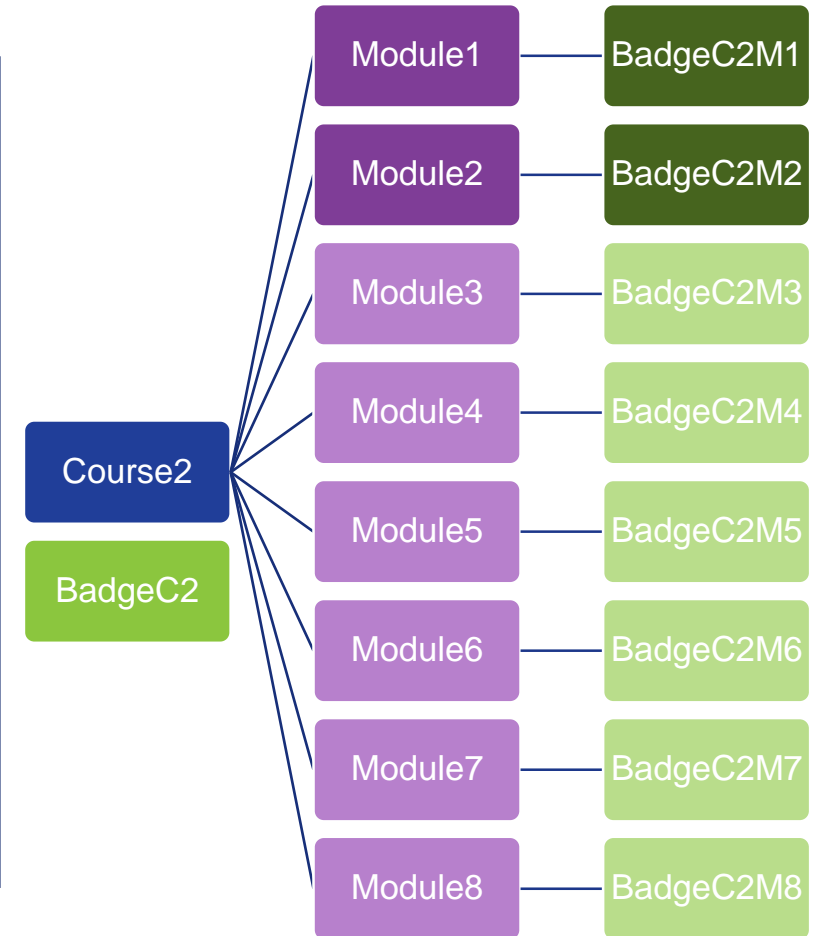 Course2
BadgeC2
Module1
BadgeC2M1
Module2
BadgeC2M2
Module3
BadgeC2M3
Module4
BadgeC2M4
Module5
BadgeC2M5
Module6
BadgeC2M6
Module7
BadgeC2M7
Module8
BadgeC2M8